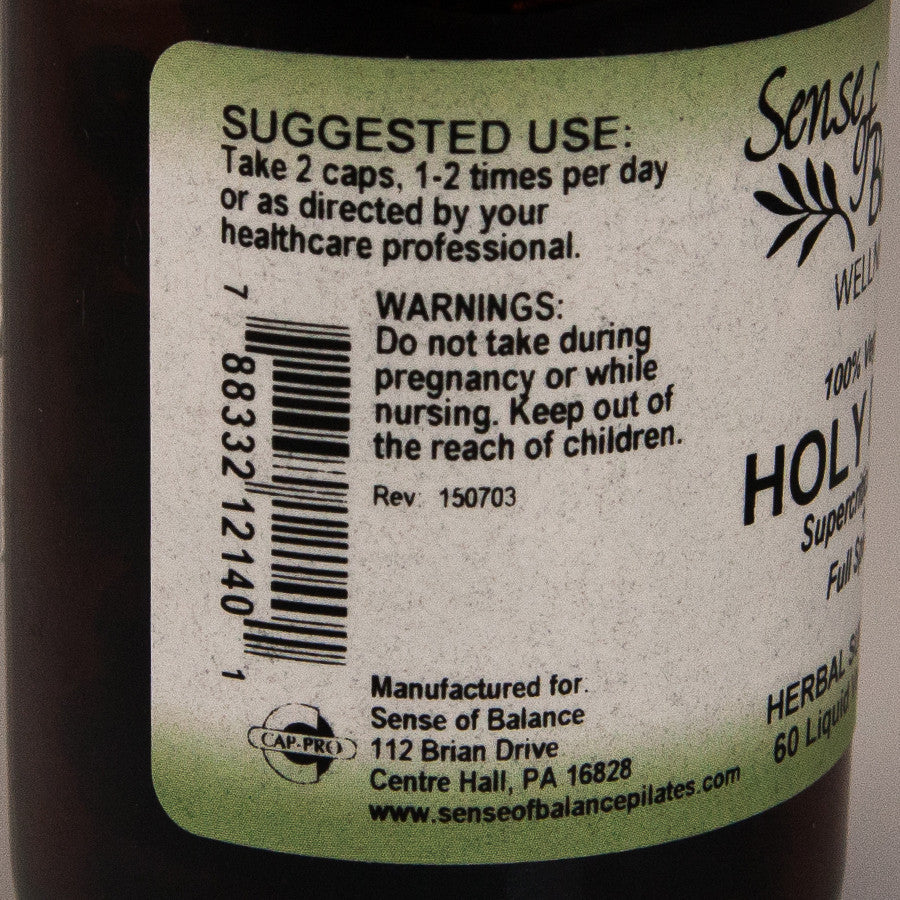 SUGGESTED USE:
Take 2 caps, 1-2 times per day
or as directed by your
healthcare professional.
7 88332 12140 1
WARNINGS:
Do not take during
pregnancy or while
nursing. Keep out of
the reach of children.
Rev: 150703
CAP-PRO
Manufactured for:
Sense of Balance
112 Brian Drive
Centre Hall, PA 16828
www.senseofbalancepilates.com
Sense
of
100%
HOLY
Full
HERBAL
60 Liquid